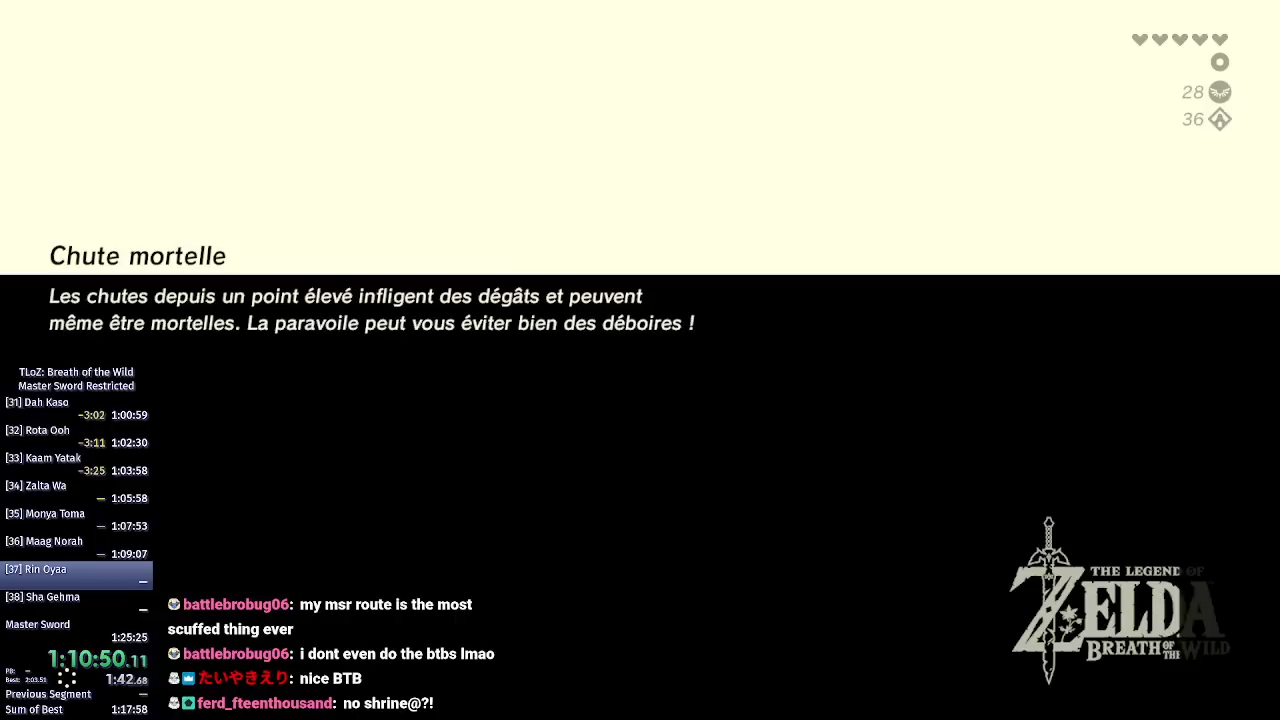 28
36
Chute mortelle
Les chutes depuis un point élevé infligent des dégâts et peuvent
même être mortelles. La paravoile peut vous éviter bien des déboires !
TLoZ: Breath of the Wild
Master Sword Restricted
[31] Dah Kaso
-3:02 1:00:59
[32] Rota Ooh
-3:11 1:02:30
[33] Kaam Yatak
-3:25 1:03:58
[34] Zalta Wa
— 1:05:58
[35] Monya Toma
— 1:07:53
[36] Maag Norah
— 1:09:07
[37] Rin Oyaa
—
[38] Sha Gehma
—
Master Sword
1:25:25
1:10:50.11
PB: —
Best: 2:03.51
1:42.68
Previous Segment —
Sum of Best 1:17:58
battlebrobug06: my msr route is the most
scuffed thing ever
battlebrobug06: i dont even do the btbs lmao
たいやきえり: nice BTB
ferd_fteenthousand: no shrine@?!
THE LEGEND OF
ZELDA
BREATH OF THE WILD